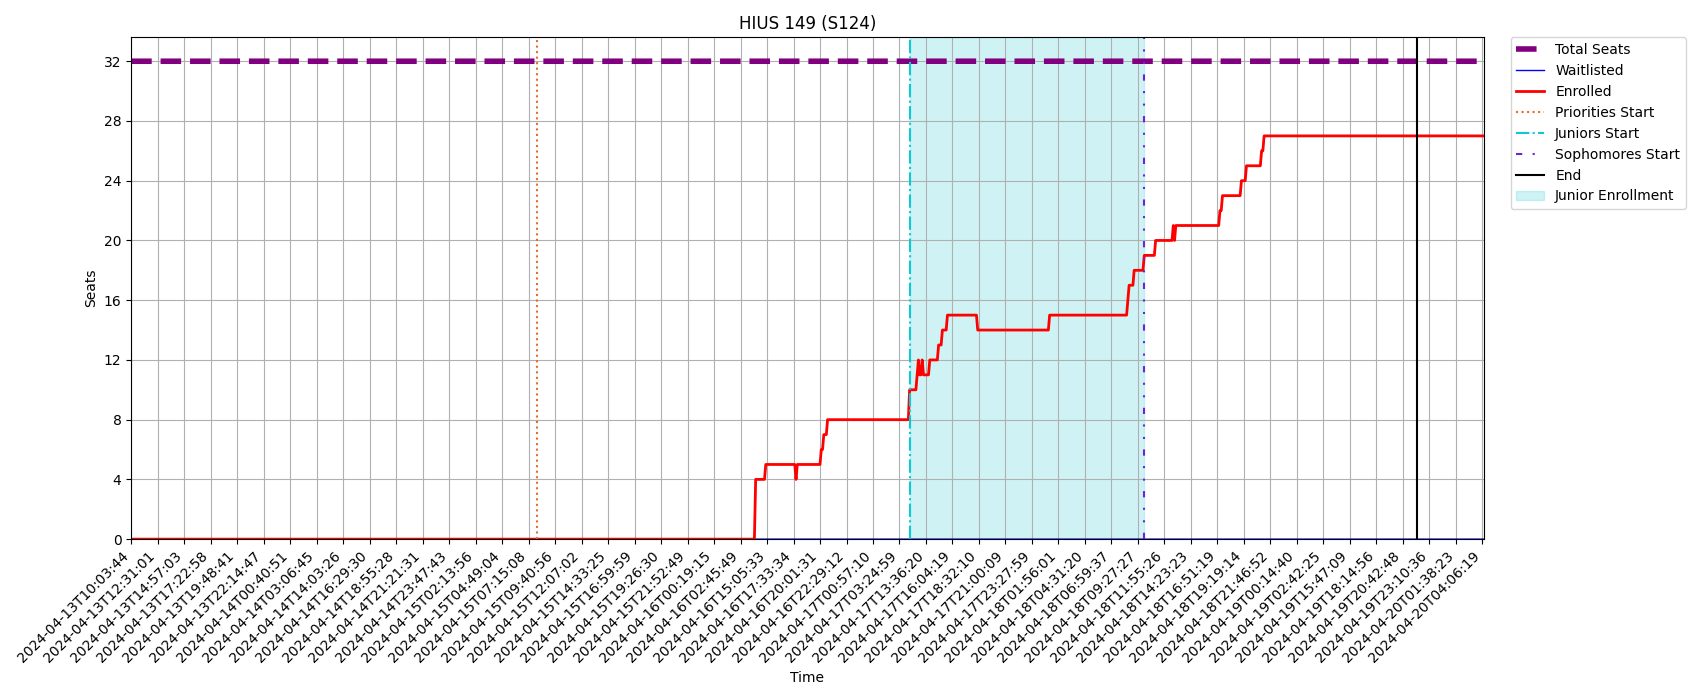 HIUS 149 (S124)
Total Seats
Waitlisted
Enrolled
Priorities Start
Juniors Start
Sophomores Start
End
Junior Enrollment
Seats
32
28
24
20
16
12
8
4
0
2024-04-13T10:03:44
2024-04-13T12:31:01
2024-04-13T14:57:03
2024-04-13T17:22:58
2024-04-13T19:48:41
2024-04-13T22:14:47
2024-04-14T00:40:51
2024-04-14T03:06:45
2024-04-14T14:03:26
2024-04-14T16:29:30
2024-04-14T18:55:28
2024-04-14T21:21:31
2024-04-14T23:47:43
2024-04-15T02:13:56
2024-04-15T04:49:04
2024-04-15T07:15:08
2024-04-15T09:40:56
2024-04-15T12:07:02
2024-04-15T14:33:25
2024-04-15T16:59:59
2024-04-15T19:26:30
2024-04-15T21:52:49
2024-04-16T00:19:15
2024-04-16T02:45:49
2024-04-16T15:05:33
2024-04-16T17:33:34
2024-04-16T20:01:31
2024-04-16T22:29:12
2024-04-17T00:57:10
2024-04-17T03:24:59
2024-04-17T13:36:20
2024-04-17T16:04:19
2024-04-17T18:32:10
2024-04-17T21:00:09
2024-04-17T23:27:59
2024-04-18T01:56:01
2024-04-18T04:31:20
2024-04-18T06:59:37
2024-04-18T09:27:27
2024-04-18T11:55:26
2024-04-18T14:23:23
2024-04-18T16:51:19
2024-04-18T19:19:14
2024-04-18T21:46:52
2024-04-19T00:14:40
2024-04-19T02:42:25
2024-04-19T15:47:09
2024-04-19T18:14:56
2024-04-19T20:42:48
2024-04-19T23:10:36
2024-04-20T01:38:23
2024-04-20T04:06:19
Time